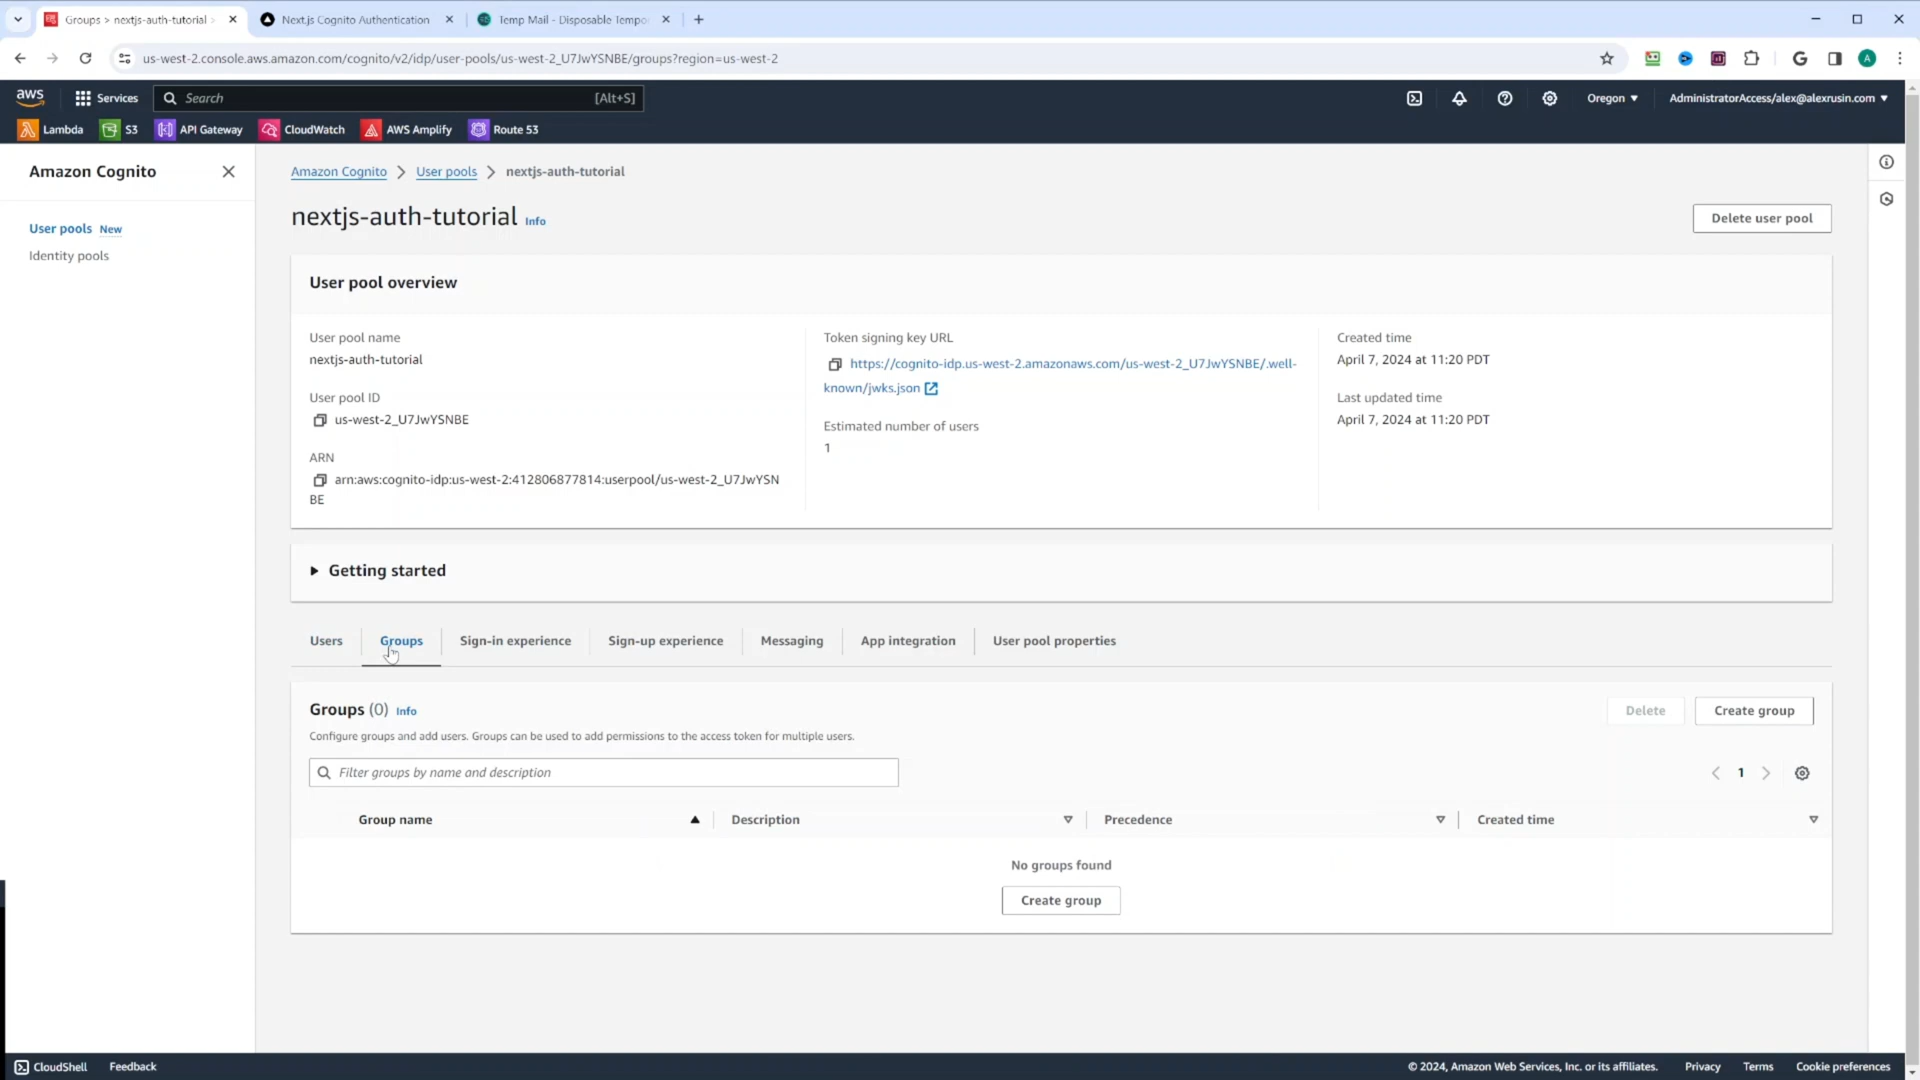 Groups > nextjs-auth-tutorial >
Next.js Cognito Authentication
Temp Mail - Disposable Tempo
us-west-2.console.aws.amazon.com/cognito/v2/idp/user-pools/us-west-2_U7JwYSNBE/groups?region=us-west-2
A
aws
Services
Search
[Alt+S]
Oregon
AdministratorAccess/alex@alexrusin.com
Lambda
S3
API Gateway
CloudWatch
AWS Amplify
Route 53
Amazon Cognito
User pools New
Identity pools
Amazon Cognito > User pools > nextjs-auth-tutorial
nextjs-auth-tutorial Info
Delete user pool
User pool overview
User pool name
nextjs-auth-tutorial
User pool ID
us-west-2_U7JwYSNBE
ARN
arn:aws:cognito-idp:us-west-2:412806877814:userpool/us-west-2_U7JwYSN
BE
Token signing key URL
https://cognito-idp.us-west-2.amazonaws.com/us-west-2_U7JwYSNBE/.well-
known/jwks.json
Estimated number of users
1
Created time
April 7, 2024 at 11:20 PDT
Last updated time
April 7, 2024 at 11:20 PDT
Getting started
Users
Groups
Sign-in experience
Sign-up experience
Messaging
App integration
User pool properties
Groups (0) Info
Delete
Create group
Configure groups and add users. Groups can be used to add permissions to the access token for multiple users.
Filter groups by name and description
1
Group name
Description
Precedence
Created time
No groups found
Create group
CloudShell
Feedback
© 2024, Amazon Web Services, Inc. or its affiliates.
Privacy
Terms
Cookie preferences